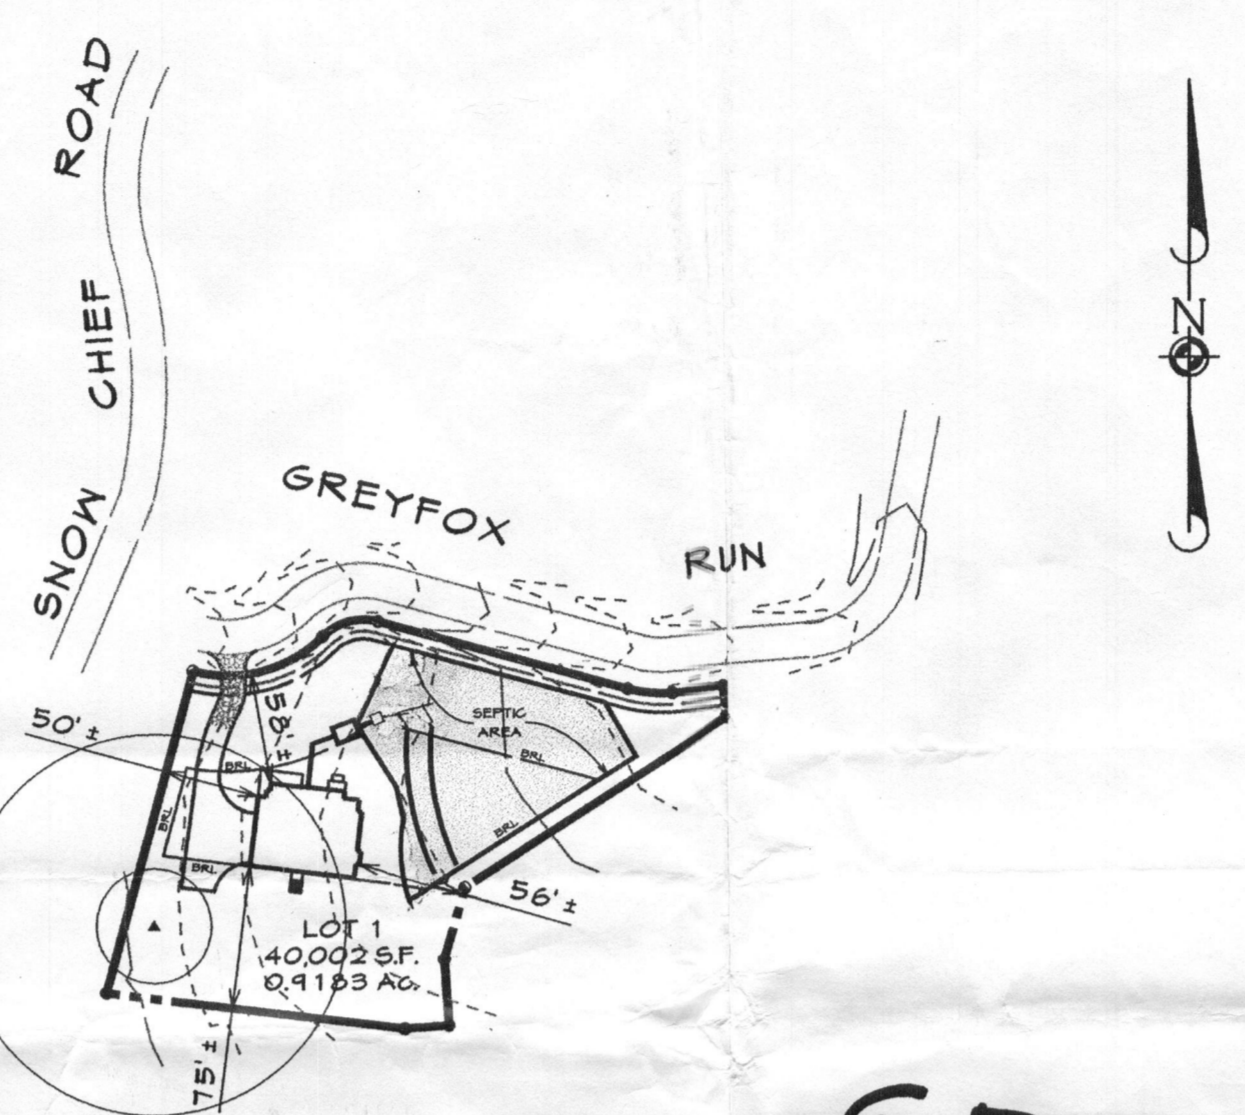 SNOW CHIEF ROAD
N
GREYFOX RUN
58' ±
50' ±
SEPTIC
AREA
BRL
BRL
BRL
BRL
BRL
56' ±
LOT 1
40,002 S.F.
0.9183 AC.
75' ±